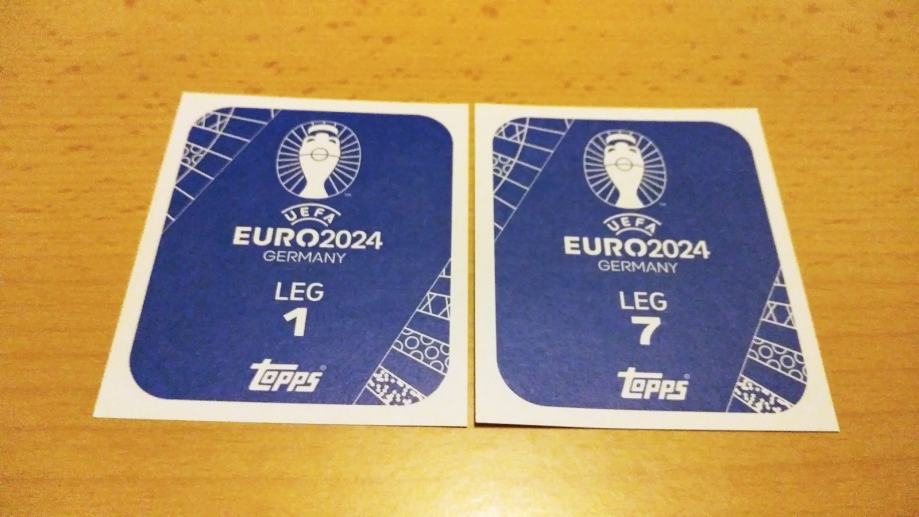 UEFA
EURO2024
GERMANY
LEG
1
topps
UEFA
EURO2024
GERMANY
LEG
7
topps